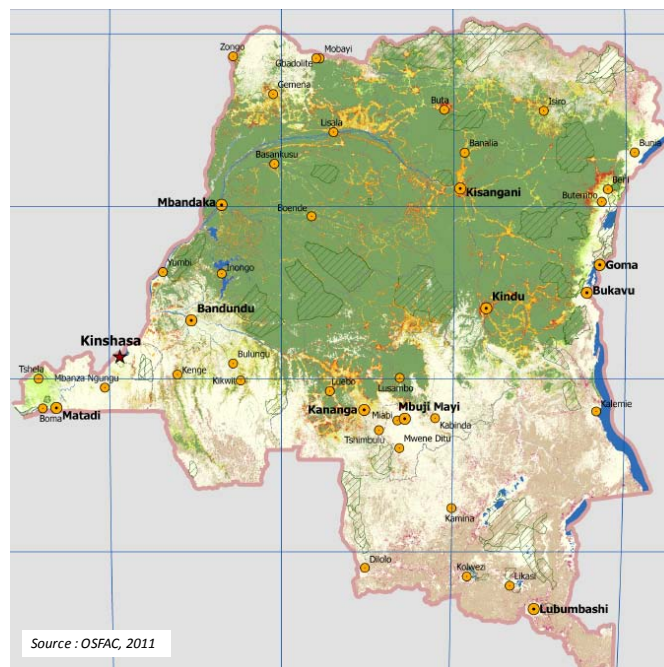 Zongo
Mobayi
Gbadolite
Gemena
Buta
Isiro
Lisala
Banalia
Bunia
Basankusu
Kisangani
Beni
Mbandaka
Butembo
Boende
Goma
Yumbi
Inongo
Bukavu
Kindu
Bandundu
Kinshasa
Bulungu
Tshela
Mbanza Ngungu
Kenge
Kikwit
Luebo
Lusambo
Boma
Matadi
Kananga
Miabi
Mbuji Mayi
Kabinda
Kalemie
Tshimbulu
Mwene Ditu
Kamina
Dilolo
Kolwezi
Likasi
Lubumbashi
Source : OSFAC, 2011